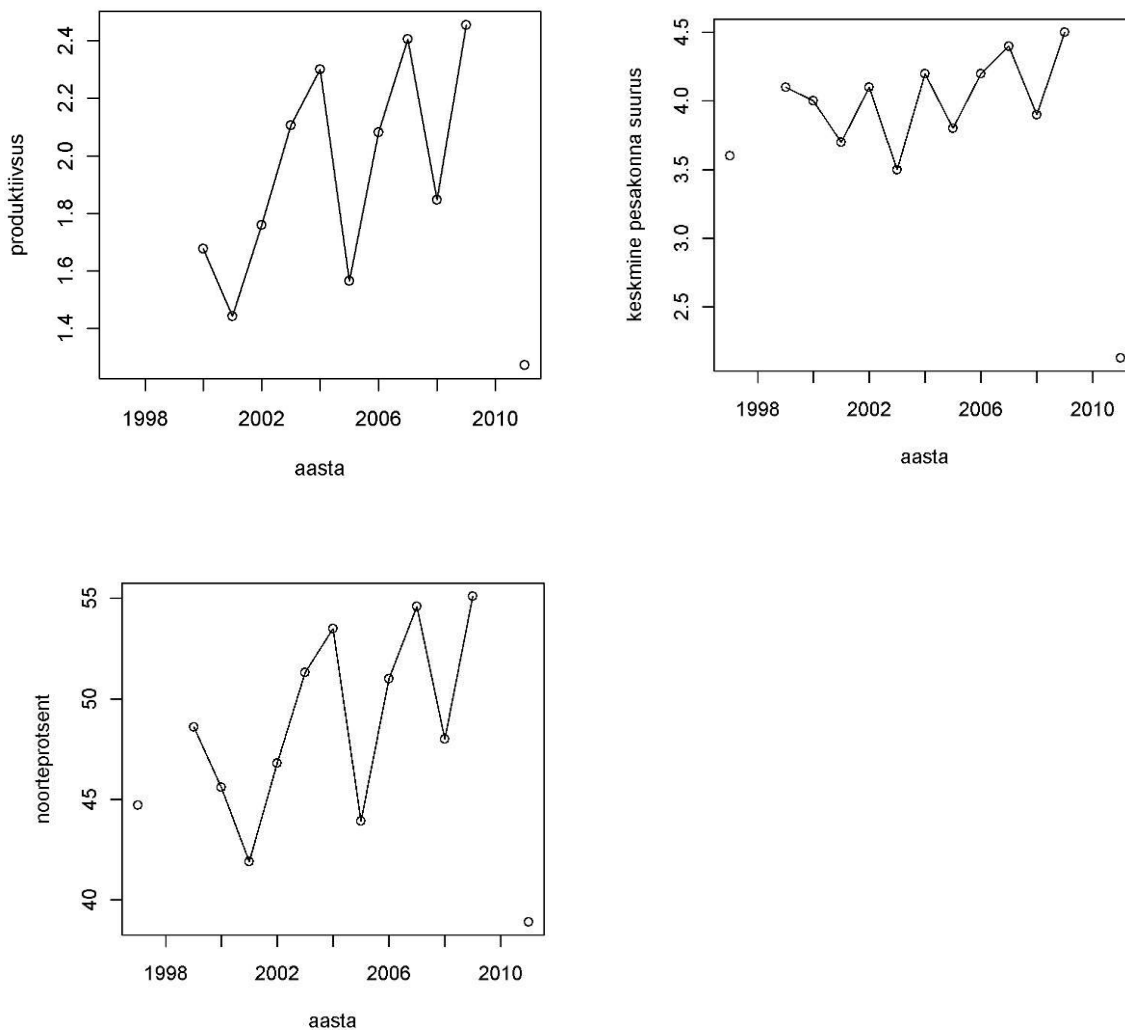 2.4
2.2
2.0
1.8
1.6
1.4
produktiivsus
1998 2002 2006 2010
aasta
4.5
4.0
3.5
3.0
2.5
keskmine pesakonna suurus
1998 2002 2006 2010
aasta
55
50
45
40
noorteprotsent
1998 2002 2006 2010
aasta